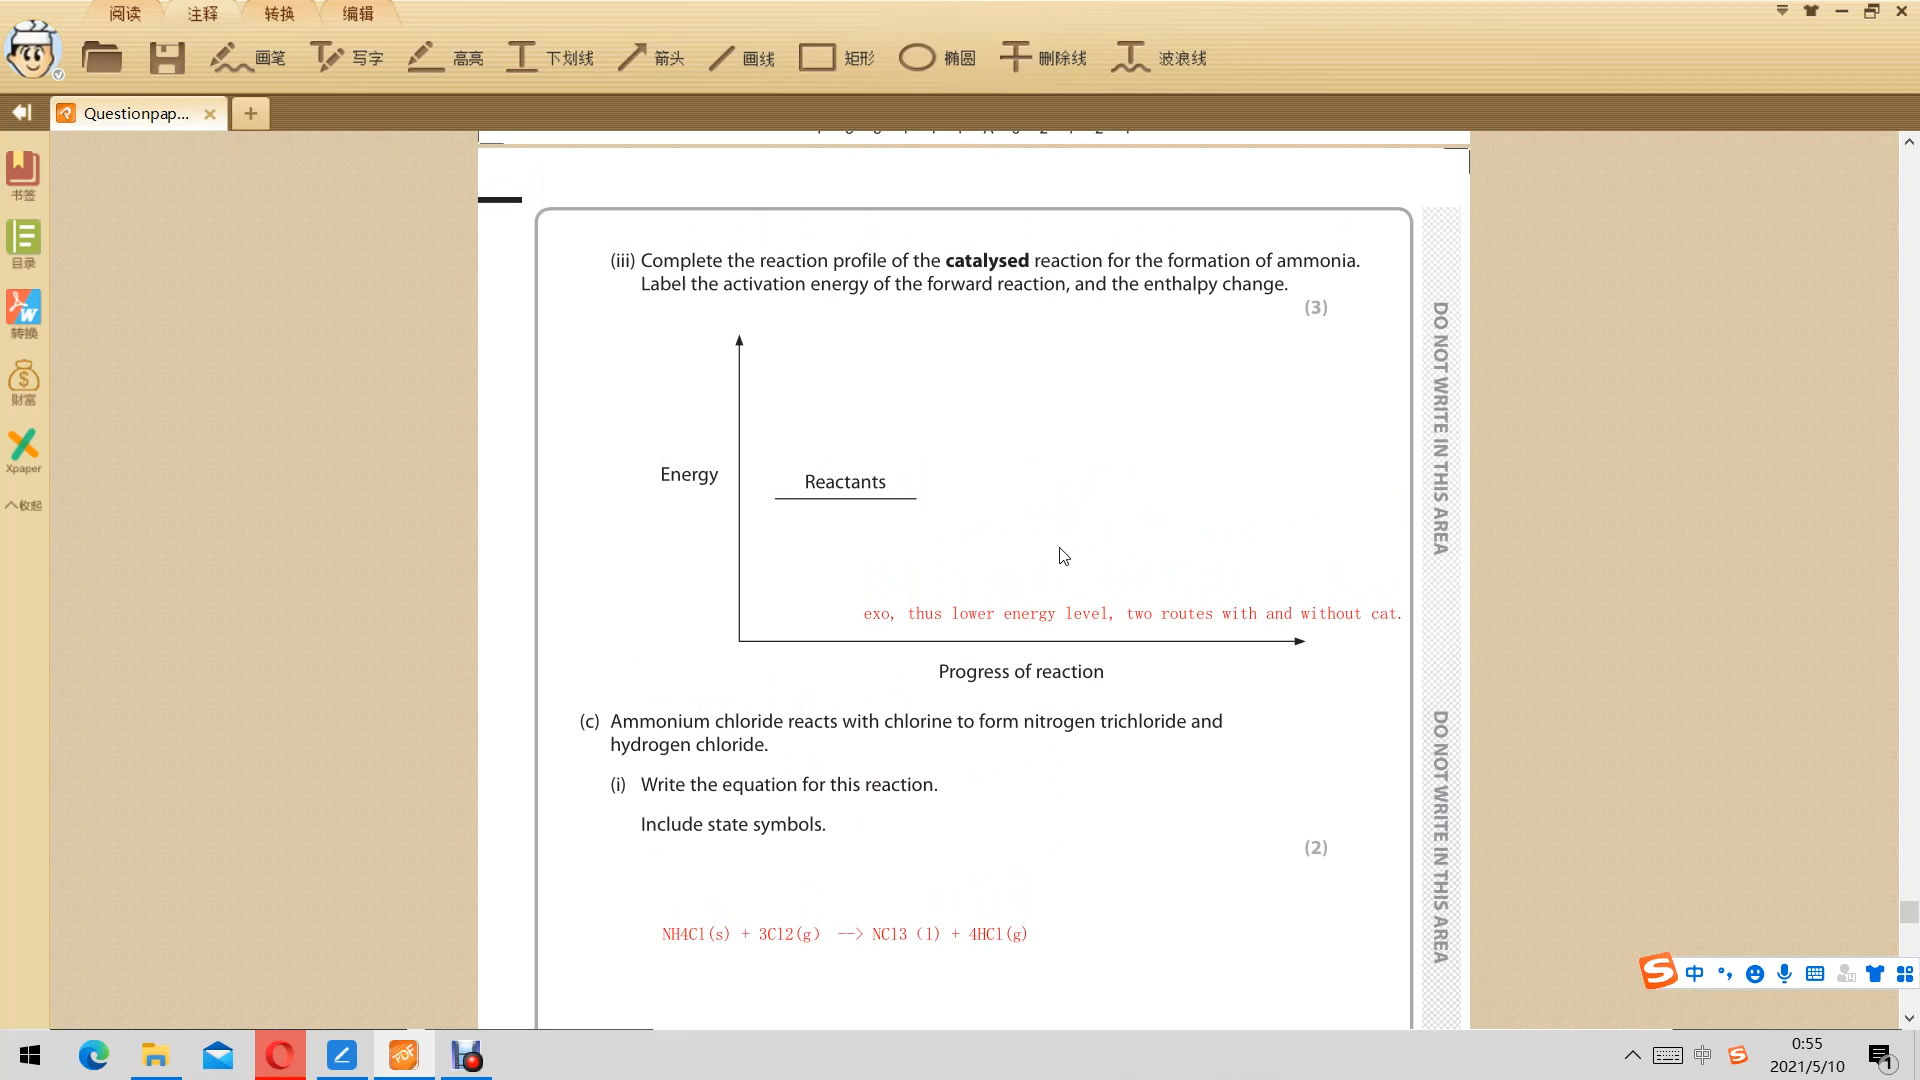 阅读 注释 转换 编辑
画笔 写字 高亮 下划线 箭头 画线 矩形 椭圆 删除线 波浪线
Questionpap...
书签
目录
转换
财富
Xpaper
收起
(iii) Complete the reaction profile of the catalysed reaction for the formation of ammonia.
Label the activation energy of the forward reaction, and the enthalpy change.
(3)
Energy
Reactants
exo, thus lower energy level, two routes with and without cat.
Progress of reaction
(c) Ammonium chloride reacts with chlorine to form nitrogen trichloride and
hydrogen chloride.
(i) Write the equation for this reaction.
Include state symbols.
(2)
NH4Cl(s) + 3Cl2(g) --> NCl3 (l) + 4HCl(g)
DO NOT WRITE IN THIS AREA
DO NOT WRITE IN THIS AREA
中
中
0:55
2021/5/10
1